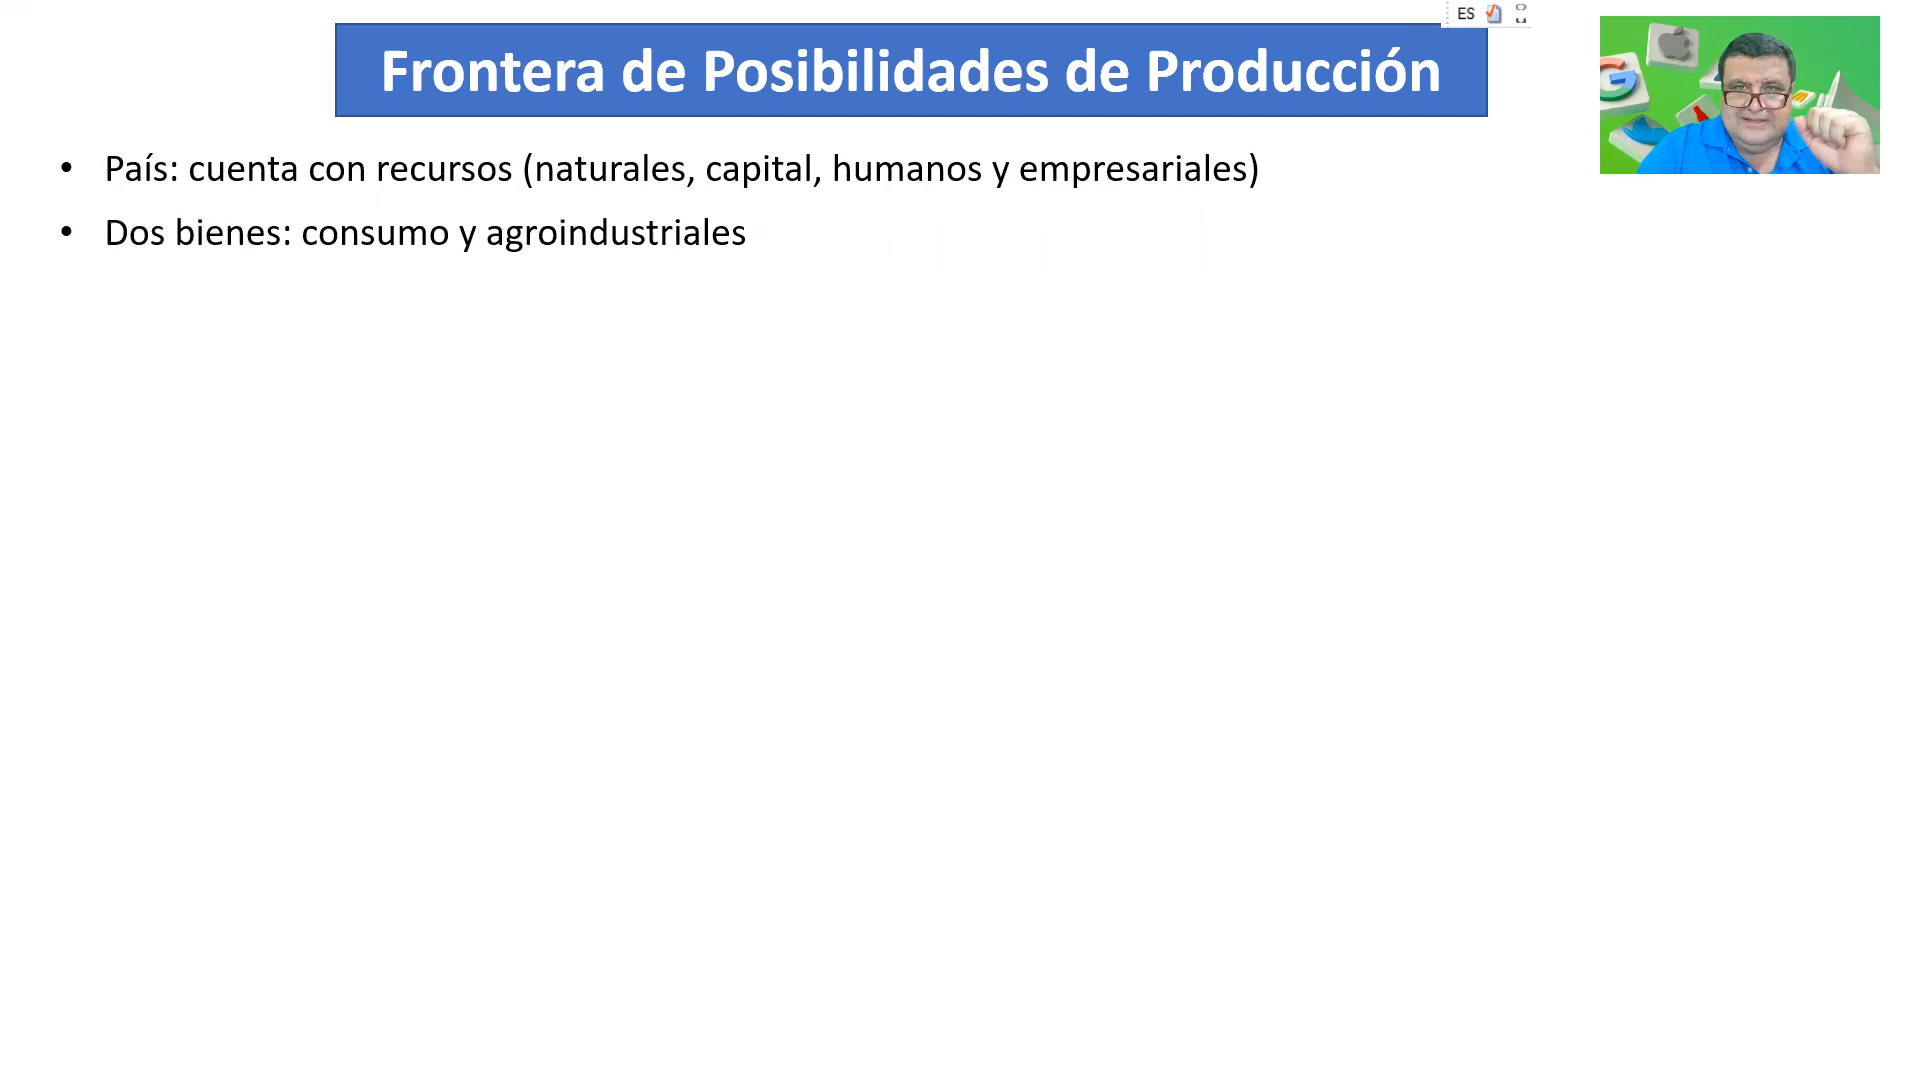 ES
Frontera de Posibilidades de Producción
• País: cuenta con recursos (naturales, capital, humanos y empresariales)
• Dos bienes: consumo y agroindustriales